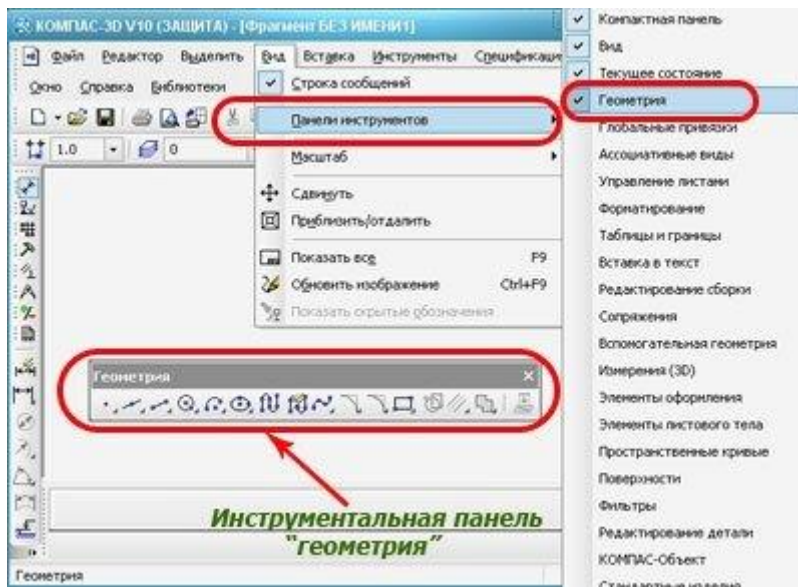 КОМПАС-3D V10 (ЗАЩИТА) - [Фрагмент БЕЗ ИМЕНИ1]
Файл Редактор Выделить Вид Вставка Инструменты
Окно Справка Библиотеки
1.0 0
Строка сообщений
Панели инструментов
Масштаб
Сдвинуть
Приблизить/отдалить
Показать все F9
Обновить изображение Ctrl+F9
Показать скрытые обозначения
Компактная панель
Вид
Текущее состояние
Геометрия
Глобальные привязки
Ассоциативные виды
Управление листами
Форматирование
Таблицы и границы
Вставка в текст
Редактирование сборки
Сопряжения
Вспомогательная геометрия
Измерения (3D)
Элементы оформления
Элементы листового тела
Пространственные кривые
Поверхности
Фильтры
Редактирование детали
КОМПАС-Объект
Стандартные изделия
Геометрия
Инструментальная панель
"геометрия"
Геометрия